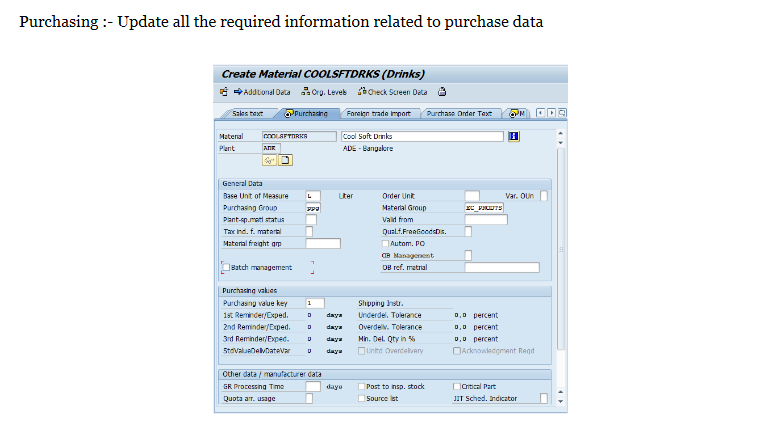 Purchasing :- Update all the required information related to purchase data
Create Material COOLSFTDRKS (Drinks)
Additional Data Org. Levels Check Screen Data
Sales text Purchasing Foreign trade import Purchase Order Text M
Material COOLSFTDRKS Cool Soft Drinks
Plant ADE ADE - Bangalore
General Data
Base Unit of Measure L Liter Order Unit Var. OUn
Purchasing Group Material Group
Plant-sp.matl status Valid from
Tax ind. f. material Qual.f.FreeGoodsDis.
Material freight grp Autom. PO
OB Management
Batch management OB ref. matrial
Purchasing values
Purchasing value key 1 Shipping Instr.
1st Reminder/Exped. 0 days Underdel. Tolerance 0,0 percent
2nd Reminder/Exped. 0 days Overdeliv. Tolerance 0,0 percent
3rd Reminder/Exped. 0 days Min. Del. Qty in % 0,0 percent
StdValueDelivDateVar 0 days Unltd Overdelivery Acknowledgment Reqd
Other data / manufacturer data
GR Processing Time days Post to insp. stock Critical Part
Quota arr. usage Source list JIT Sched. Indicator